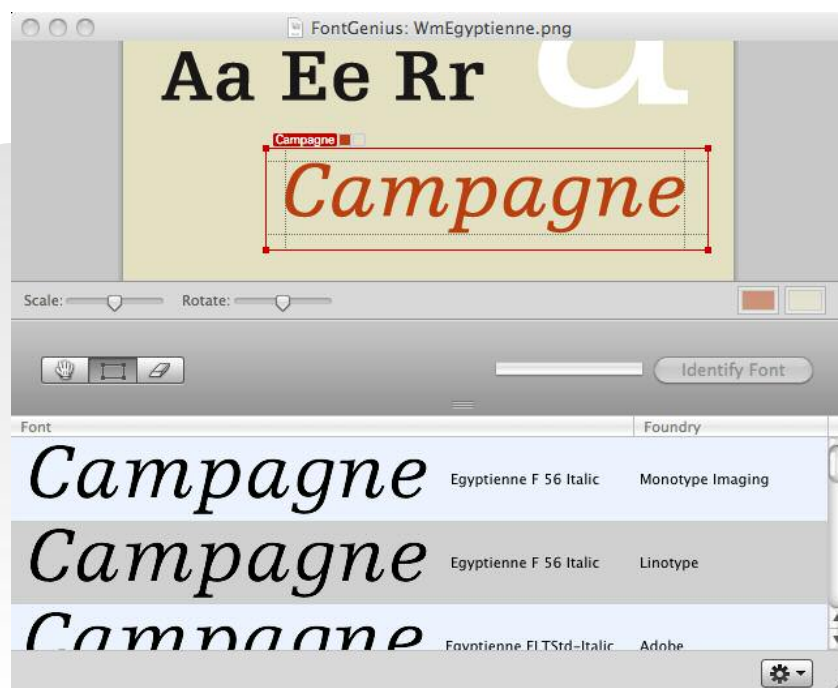 FontGenius: WmEgyptienne.png
Aa Ee Rr a
Campagne
Campagne
Scale: Rotate:
Identify Font
Font Foundry
Campagne Egyptienne F 56 Italic Monotype Imaging
Campagne Egyptienne F 56 Italic Linotype
Campagne Egyptienne FLTStd-Italic Adobe